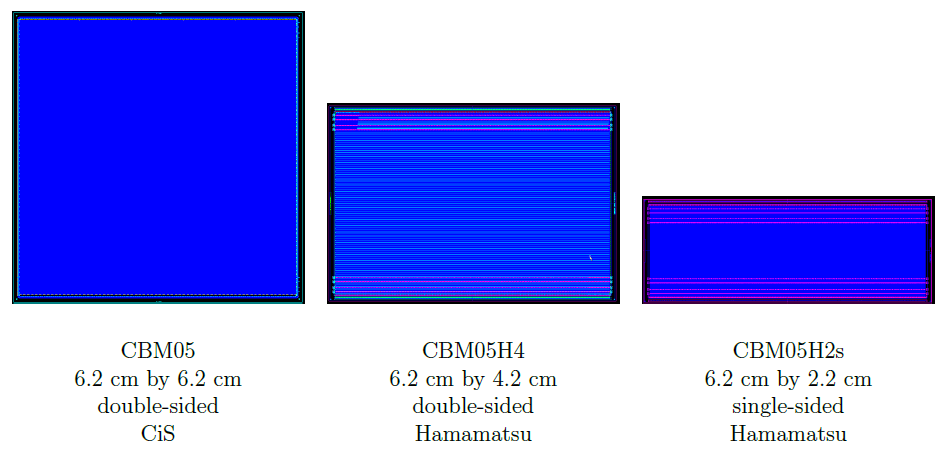 CBM05
6.2 cm by 6.2 cm
double-sided
CiS
CBM05H4
6.2 cm by 4.2 cm
double-sided
Hamamatsu
CBM05H2s
6.2 cm by 2.2 cm
single-sided
Hamamatsu